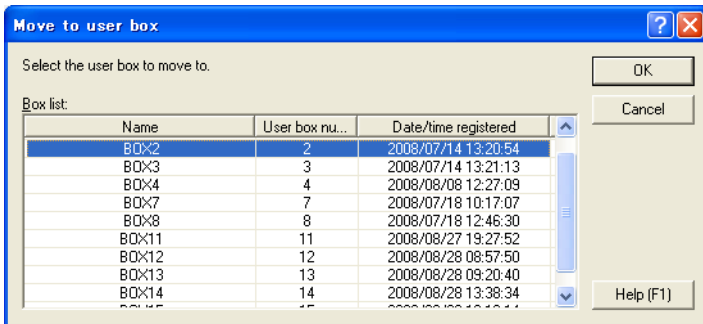 Move to user box
Select the user box to move to.
OK
Box list:
Cancel
Name User box nu... Date/time registered
BOX2 2 2008/07/14 13:20:54
BOX3 3 2008/07/14 13:21:13
BOX4 4 2008/08/08 12:27:09
BOX7 7 2008/07/18 10:17:07
BOX8 8 2008/07/18 12:46:30
BOX11 11 2008/08/27 19:27:52
BOX12 12 2008/08/28 08:57:50
BOX13 13 2008/08/28 09:20:40
BOX14 14 2008/08/28 13:38:34
Help (F1)